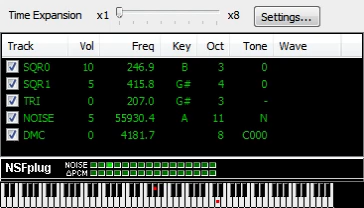 Time Expansion x1 x8 Settings...
Track Vol Freq Key Oct Tone Wave
SQR0 10 246.9 B 3 0
SQR1 5 415.8 G# 4 0
TRI 0 207.0 G# 3 -
NOISE 5 55930.4 A 11 N
DMC 0 4181.7 8 C000
NSFplug NOISE
ΔPCM